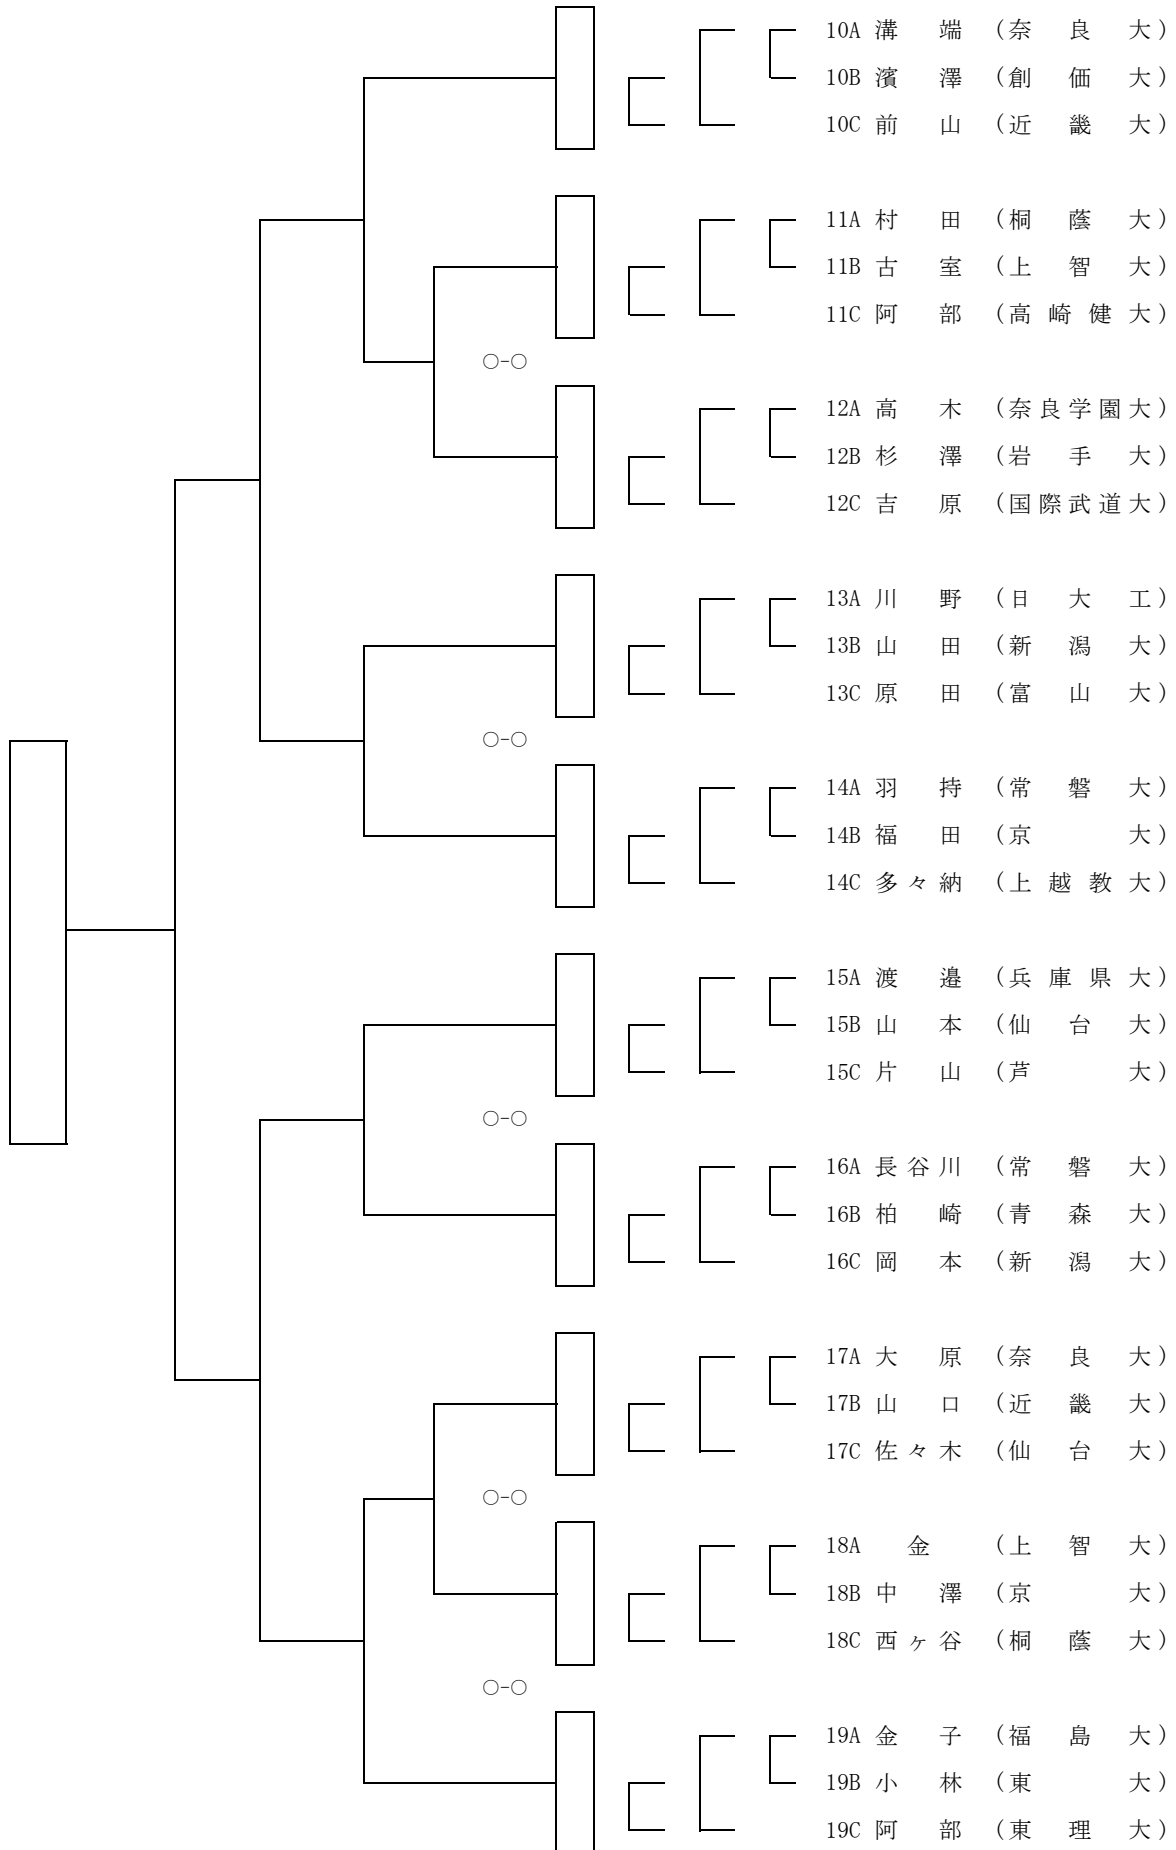 10A 溝端 (奈良大)
10B 濱澤 (創価大)
10C 前山 (近畿大)
11A 村田 (桐蔭大)
11B 古室 (上智大)
11C 阿部 (高崎健大)
○-○
12A 高木 (奈良学園大)
12B 杉澤 (岩手大)
12C 吉原 (国際武道大)
13A 川野 (日大工)
13B 山田 (新潟大)
13C 原田 (富山大)
○-○
14A 羽持 (常磐大)
14B 福田 (京大)
14C 多々納 (上越教大)
15A 渡邉 (兵庫県大)
15B 山本 (仙台大)
15C 片山 (芦大)
○-○
16A 長谷川 (常磐大)
16B 柏崎 (青森大)
16C 岡本 (新潟大)
17A 大原 (奈良大)
17B 山口 (近畿大)
17C 佐々木 (仙台大)
○-○
18A 金 (上智大)
18B 中澤 (京大)
18C 西ヶ谷 (桐蔭大)
○-○
19A 金子 (福島大)
19B 小林 (東大)
19C 阿部 (東理大)